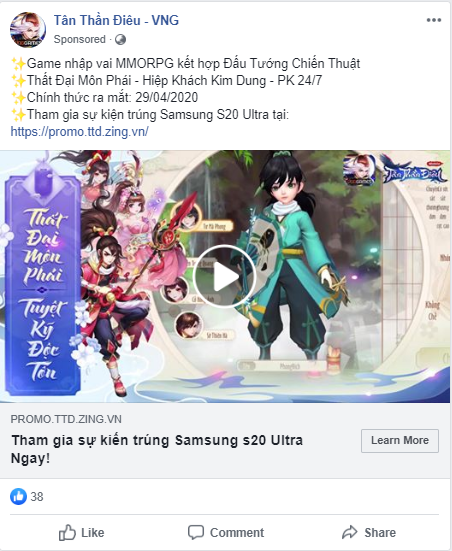 Tân Thần Điêu - VNG
Sponsored
✨Game nhập vai MMORPG kết hợp Đấu Tướng Chiến Thuật
✨Thất Đại Môn Phái - Hiệp Khách Kim Dung - PK 24/7
✨Chính thức ra mắt: 29/04/2020
✨Tham gia sự kiện trúng Samsung S20 Ultra tại:
https://promo.ttd.zing.vn/
Tân Thần Điêu
Thất
Đại
Môn
Phái
Tuyệt
Kỹ
Độc
Tôn
Tư Mã Phong
PROMO.TTD.ZING.VN
Tham gia sự kiến trúng Samsung s20 Ultra
Ngay!
Learn More
38
Like
Comment
Share